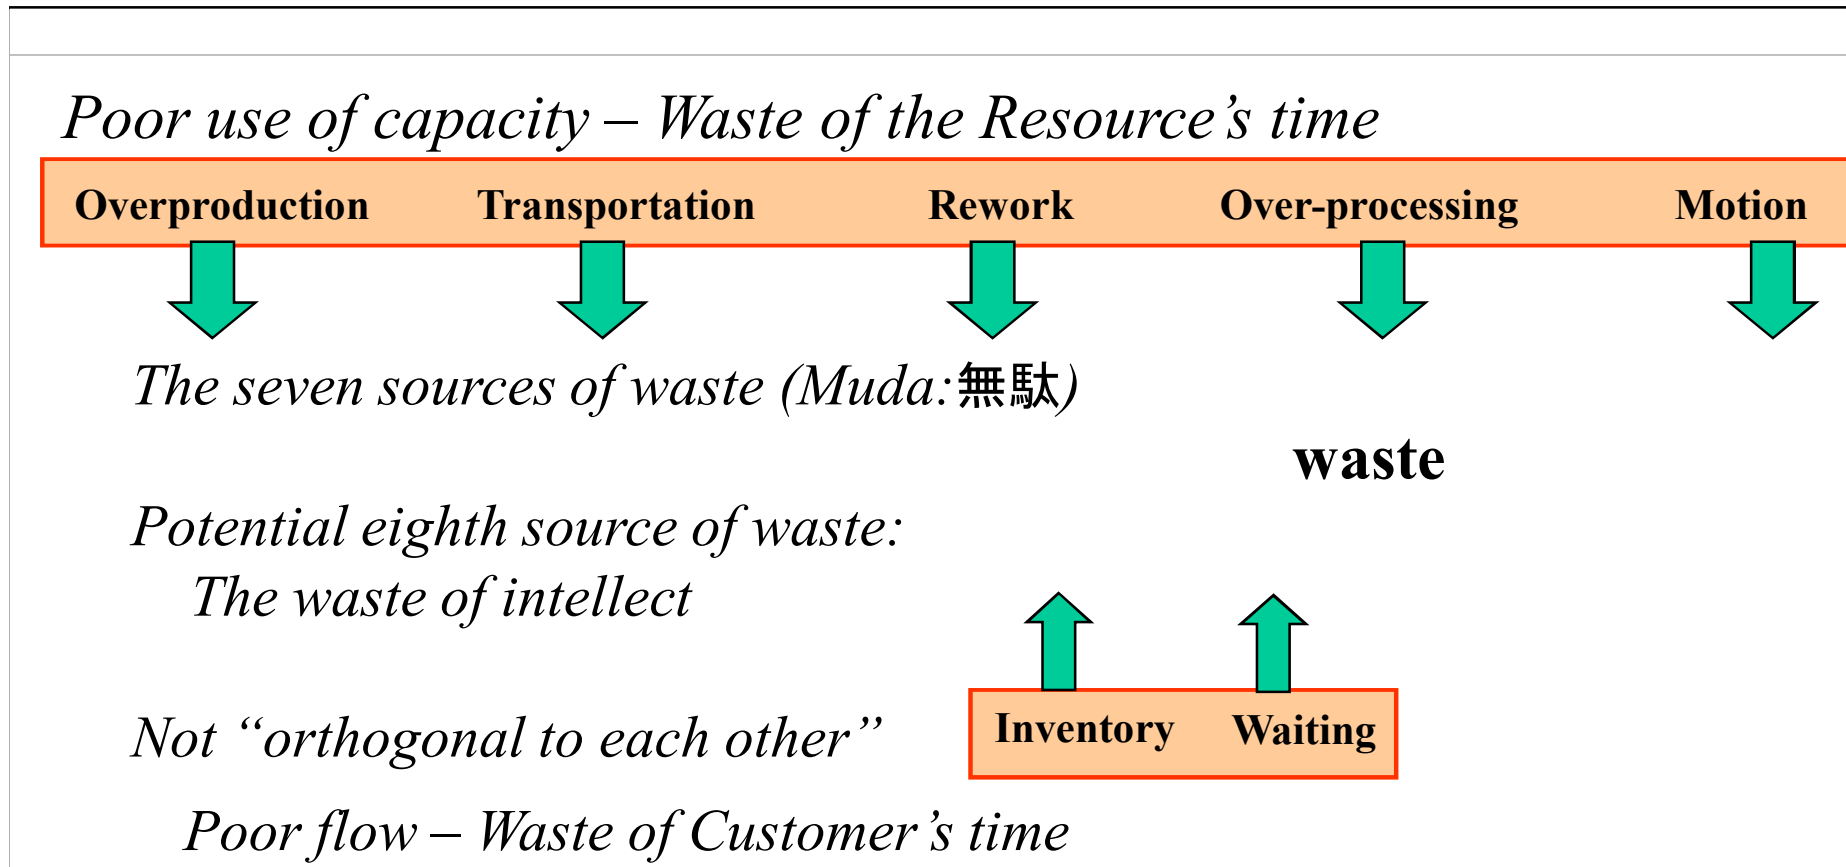 Poor use of capacity – Waste of the Resource’s time
Overproduction Transportation Rework Over-processing Motion
The seven sources of waste (Muda:無駄)
waste
Potential eighth source of waste:
The waste of intellect
Not “orthogonal to each other”
Inventory Waiting
Poor flow – Waste of Customer’s time